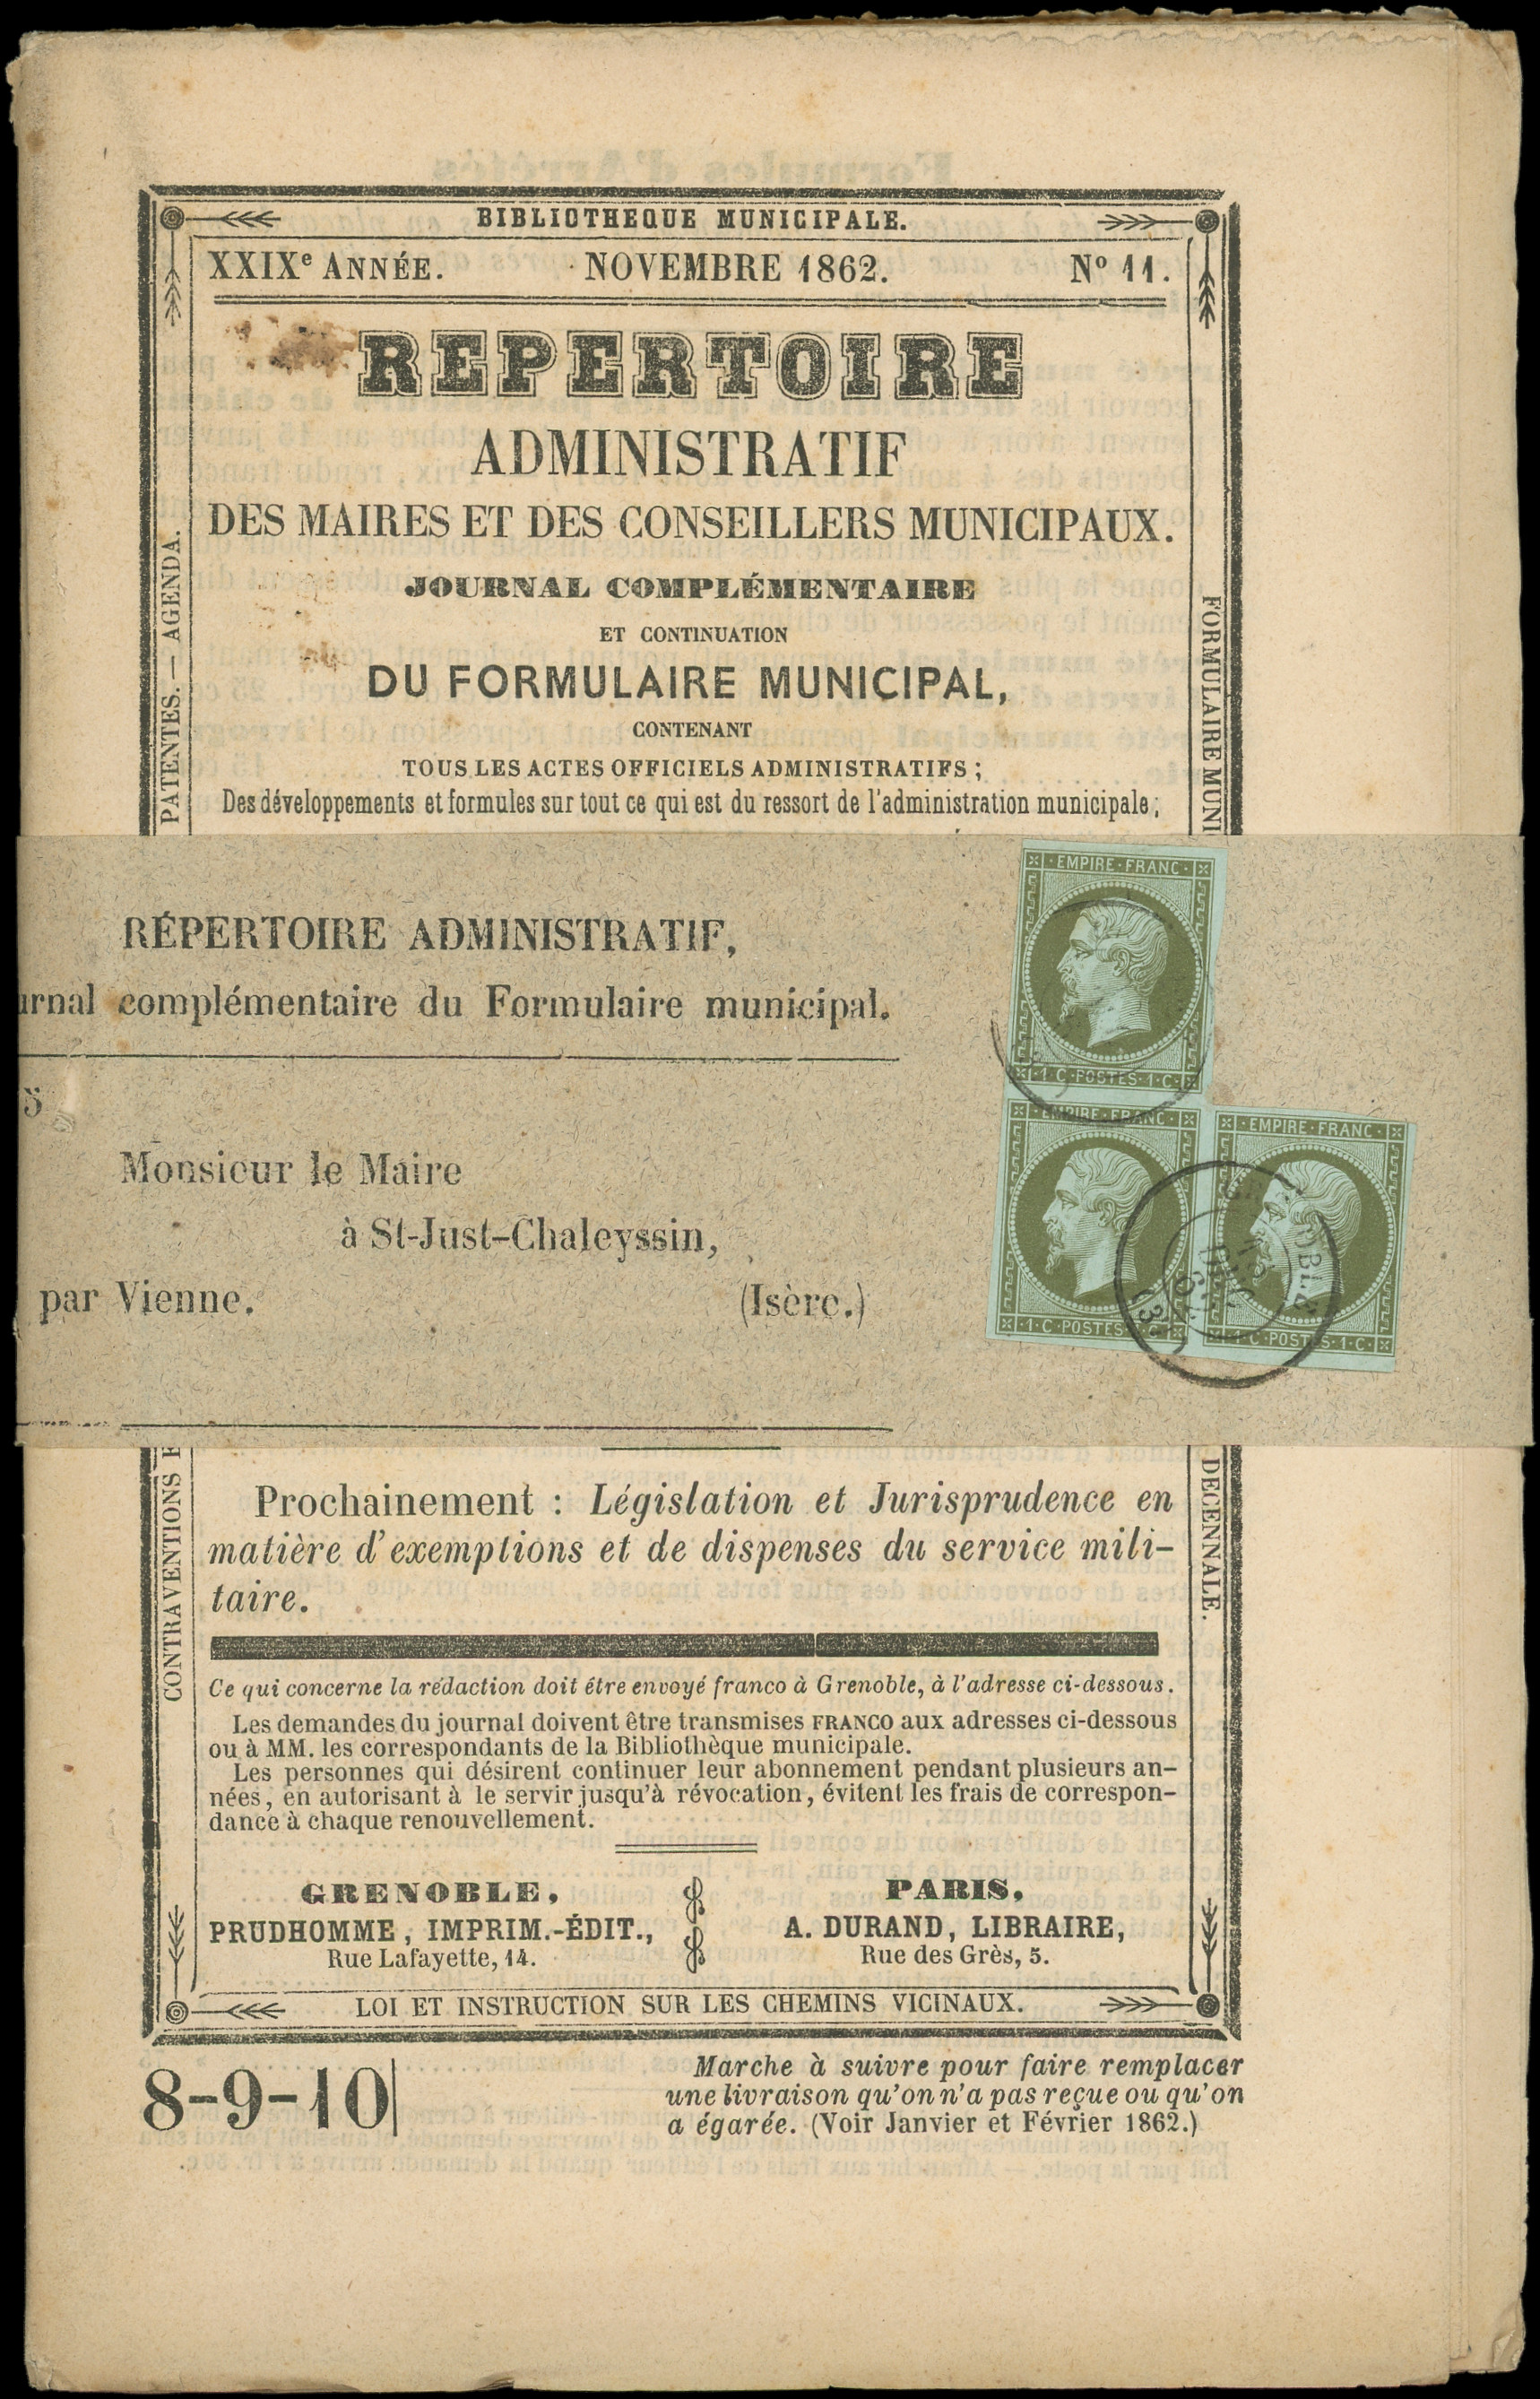 BIBLIOTHEQUE MUNICIPALE.
XXIXe ANNÉE. NOVEMBRE 1862. No 11.
REPERTOIRE
ADMINISTRATIF
DES MAIRES ET DES CONSEILLERS MUNICIPAUX.
JOURNAL COMPLÉMENTAIRE
ET CONTINUATION
DU FORMULAIRE MUNICIPAL,
CONTENANT
TOUS LES ACTES OFFICIELS ADMINISTRATIFS ;
Des développements et formules sur tout ce qui est du ressort de l'administration municipale ;
PATENTES. — AGENDA.
FORMULAIRE MUNI
RÉPERTOIRE ADMINISTRATIF,
urnal complémentaire du Formulaire municipal.
5
Monsieur le Maire
à St-Just-Chaleyssin,
par Vienne. (Isère.)
EMPIRE · FRANC ·
· 1 · C · POSTES · 1 · C ·
EMPIRE · FRANC ·
· 1 · C · POSTES
· EMPIRE · FRANC ·
1 · C · POSTES · 1 · C ·
CONTRAVENTIONS E
DECENNALE.
Prochainement : Législation et Jurisprudence en
matière d'exemptions et de dispenses du service mili-
taire.
Ce qui concerne la rédaction doit étre envoyé franco à Grenoble, à l'adresse ci-dessous.
Les demandes du journal doivent être transmises FRANCO aux adresses ci-dessous
ou à MM. les correspondants de la Bibliothèque municipale.
Les personnes qui désirent continuer leur abonnement pendant plusieurs an-
nées, en autorisant à le servir jusqu'à révocation, évitent les frais de correspon-
dance à chaque renouvellement.
GRENOBLE,
PRUDHOMME, IMPRIM.-ÉDIT.,
Rue Lafayette, 14.
PARIS,
A. DURAND, LIBRAIRE,
Rue des Grès, 5.
LOI ET INSTRUCTION SUR LES CHEMINS VICINAUX.
8-9-10
Marche à suivre pour faire remplacer
une livraison qu'on n'a pas reçue ou qu'on
a égarée. (Voir Janvier et Février 1862.)